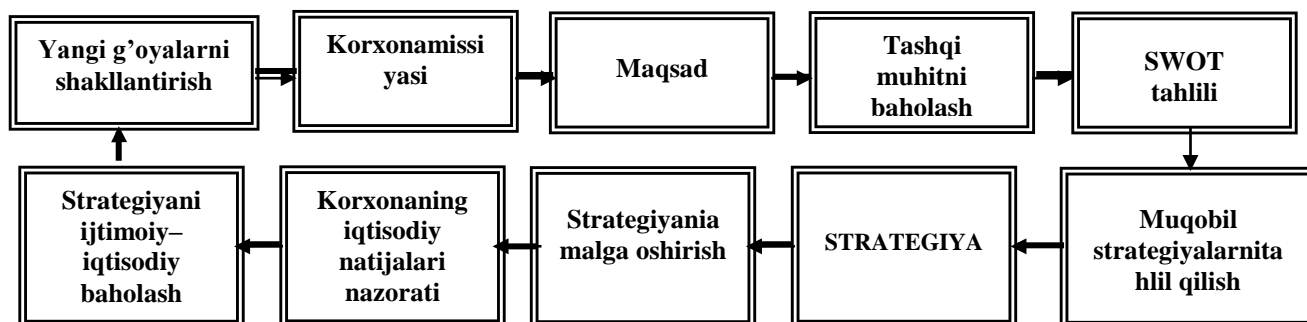 Yangi g’oyalarni
shakllantirish
Korxonamissi
yasi
Maqsad
Tashqi
muhitni
baholash
SWOT
tahlili
Strategiyani
ijtimoiy–
iqtisodiy
baholash
Korxonaning
iqtisodiy
natijalari
nazorati
Strategiyania
malga oshirish
STRATEGIYA
Muqobil
strategiyalarnita
hlil qilish